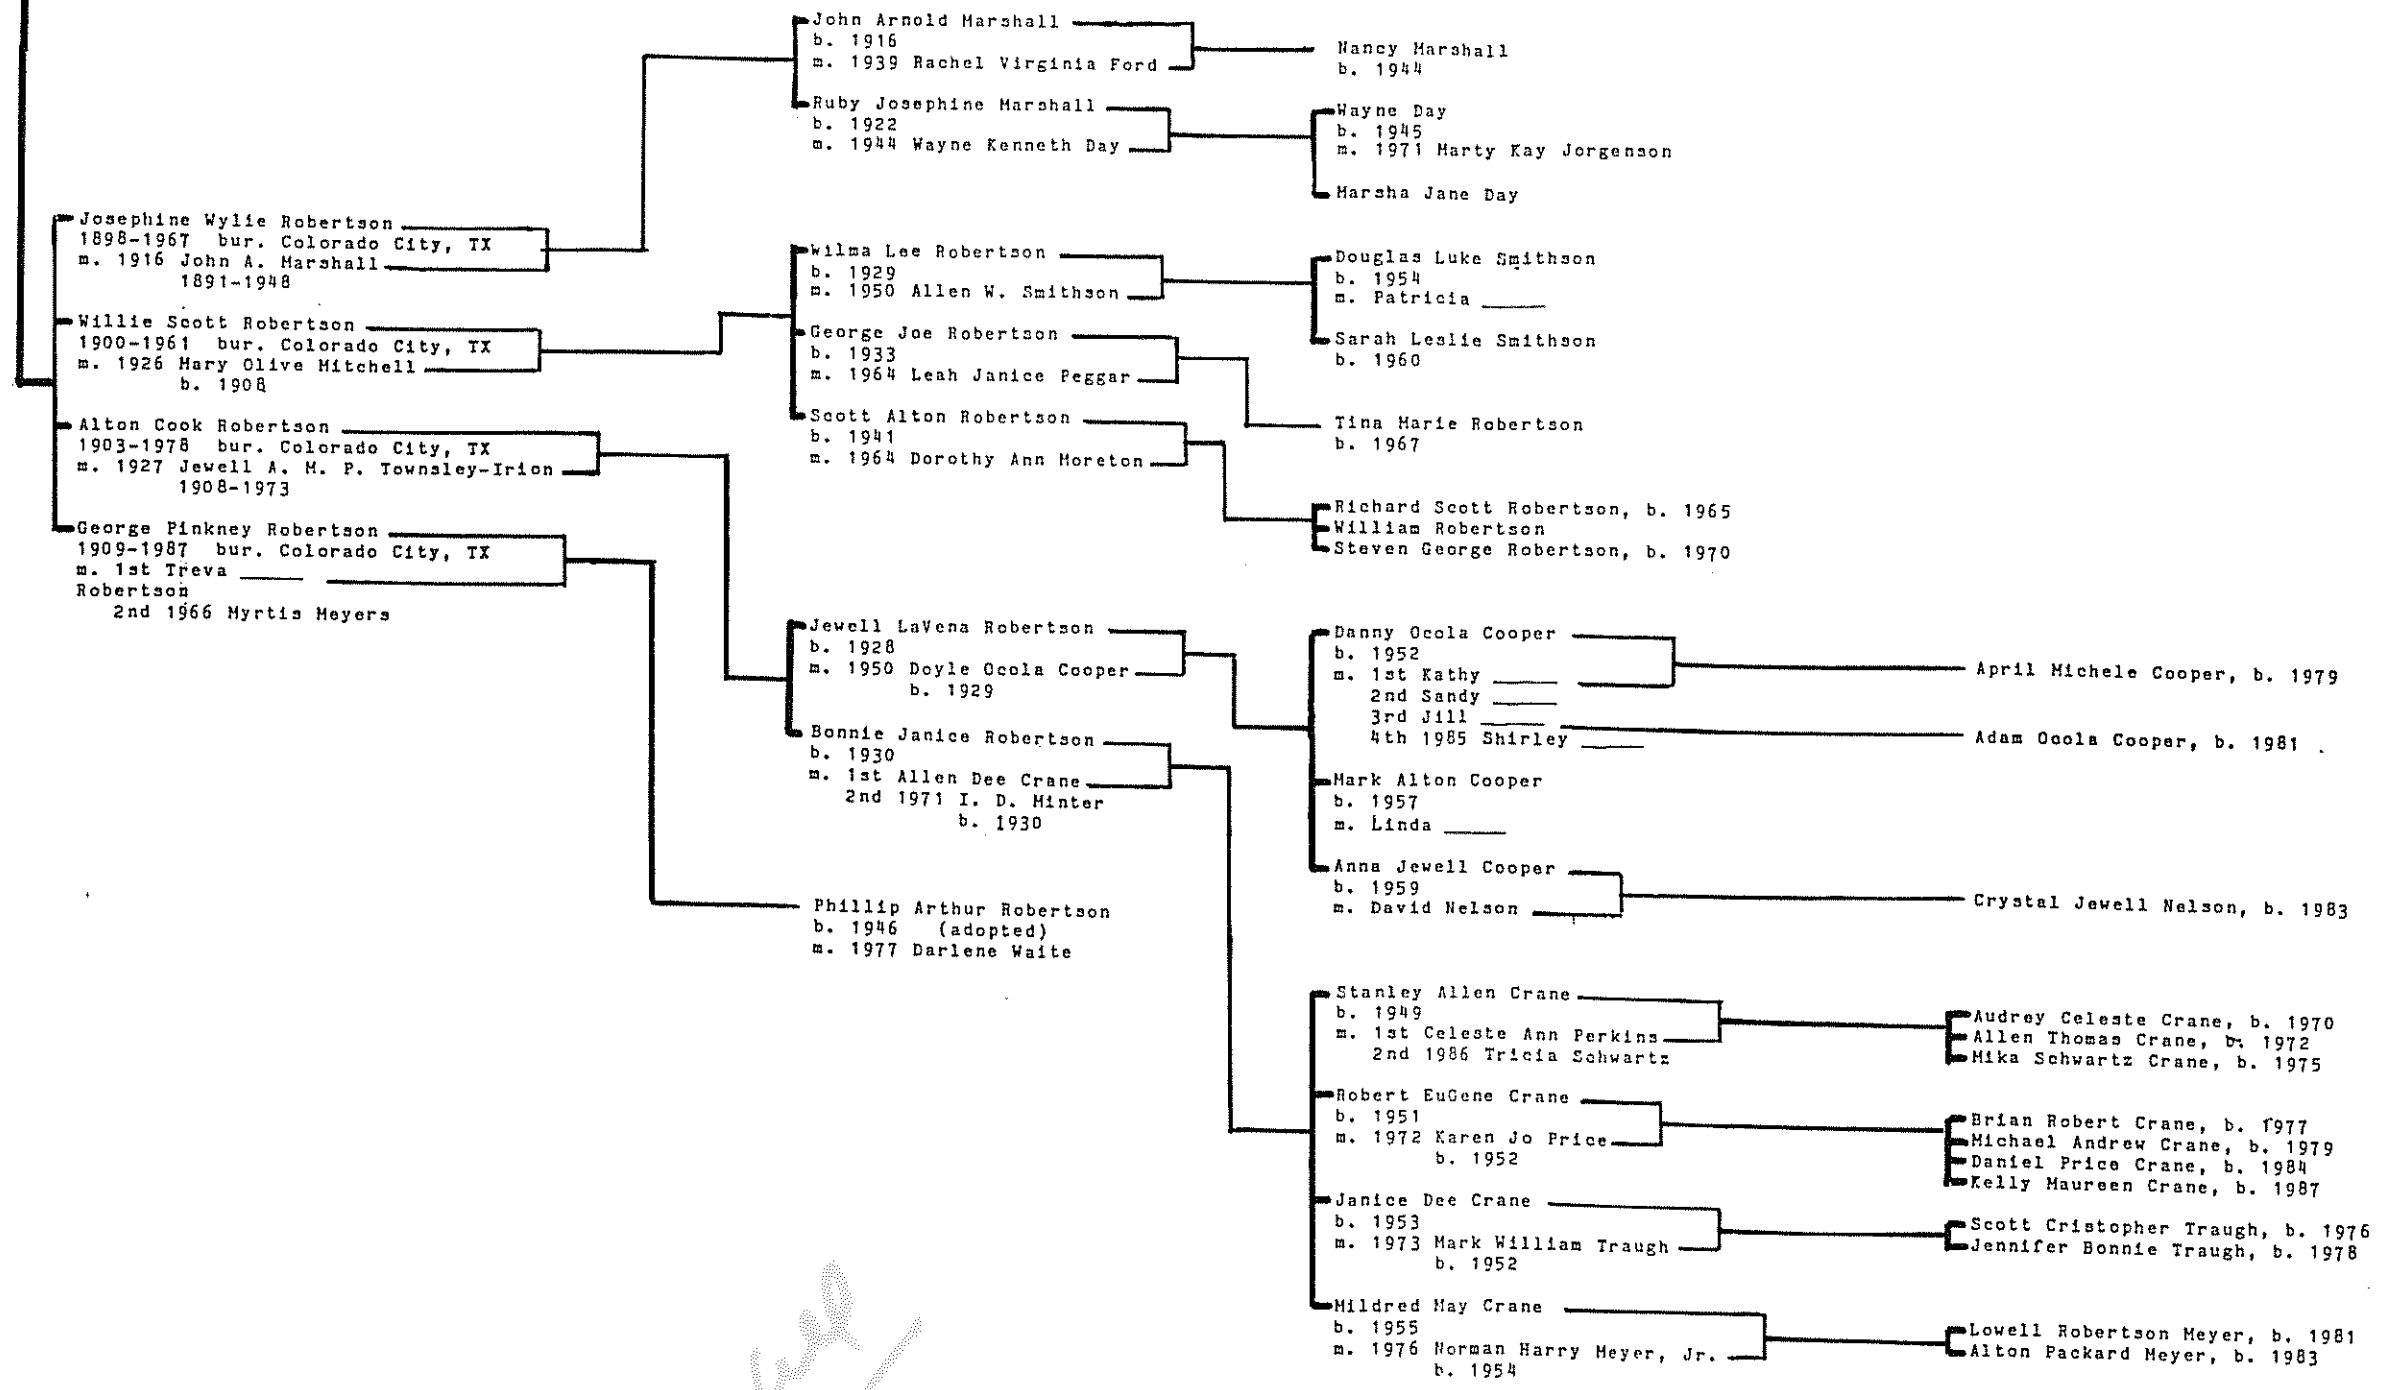 John Arnold Marshall
b. 1916
m. 1939 Rachel Virginia Ford
Ruby Josephine Marshall
b. 1922
m. 1944 Wayne Kenneth Day
Nancy Marshall
b. 1944
Wayne Day
b. 1945
m. 1971 Marty Kay Jorgenson
Marsha Jane Day
Josephine Wylie Robertson
1898-1967 bur. Colorado City, TX
m. 1916 John A. Marshall
1891-1948
Willie Scott Robertson
1900-1961 bur. Colorado City, TX
m. 1926 Mary Olive Mitchell
b. 1908
Alton Cook Robertson
1903-1978 bur. Colorado City, TX
m. 1927 Jewell A. M. P. Townsley-Irion
1908-1973
George Pinkney Robertson
1909-1987 bur. Colorado City, TX
m. 1st Treva _____
Robertson
2nd 1966 Myrtis Meyers
Wilma Lee Robertson
b. 1929
m. 1950 Allen W. Smithson
George Joe Robertson
b. 1933
m. 1964 Leah Janice Peggar
Scott Alton Robertson
b. 1941
m. 1964 Dorothy Ann Moreton
Douglas Luke Smithson
b. 1954
m. Patricia _____
Sarah Leslie Smithson
b. 1960
Tina Marie Robertson
b. 1967
Richard Scott Robertson, b. 1965
William Robertson
Steven George Robertson, b. 1970
Jewell LaVena Robertson
b. 1928
m. 1950 Doyle Ocola Cooper
b. 1929
Bonnie Janice Robertson
b. 1930
m. 1st Allen Dee Crane
2nd 1971 I. D. Minter
b. 1930
Phillip Arthur Robertson
b. 1946 (adopted)
m. 1977 Darlene Waite
Danny Ocola Cooper
b. 1952
m. 1st Kathy _____
2nd Sandy _____
3rd Jill _____
4th 1985 Shirley _____
Mark Alton Cooper
b. 1957
m. Linda _____
Anna Jewell Cooper
b. 1959
m. David Nelson
April Michele Cooper, b. 1979
Adam Ocola Cooper, b. 1981
Crystal Jewell Nelson, b. 1983
Stanley Allen Crane
b. 1949
m. 1st Celeste Ann Perkins
2nd 1986 Tricia Schwartz
Robert EuGene Crane
b. 1951
m. 1972 Karen Jo Price
b. 1952
Janice Dee Crane
b. 1953
m. 1973 Mark William Traugh
b. 1952
Mildred May Crane
b. 1955
m. 1976 Norman Harry Meyer, Jr.
b. 1954
Audrey Celeste Crane, b. 1970
Allen Thomas Crane, b. 1972
Mika Schwartz Crane, b. 1975
Brian Robert Crane, b. 1977
Michael Andrew Crane, b. 1979
Daniel Price Crane, b. 1984
Kelly Maureen Crane, b. 1987
Scott Cristopher Traugh, b. 1976
Jennifer Bonnie Traugh, b. 1978
Lowell Robertson Meyer, b. 1981
Alton Packard Meyer, b. 1983